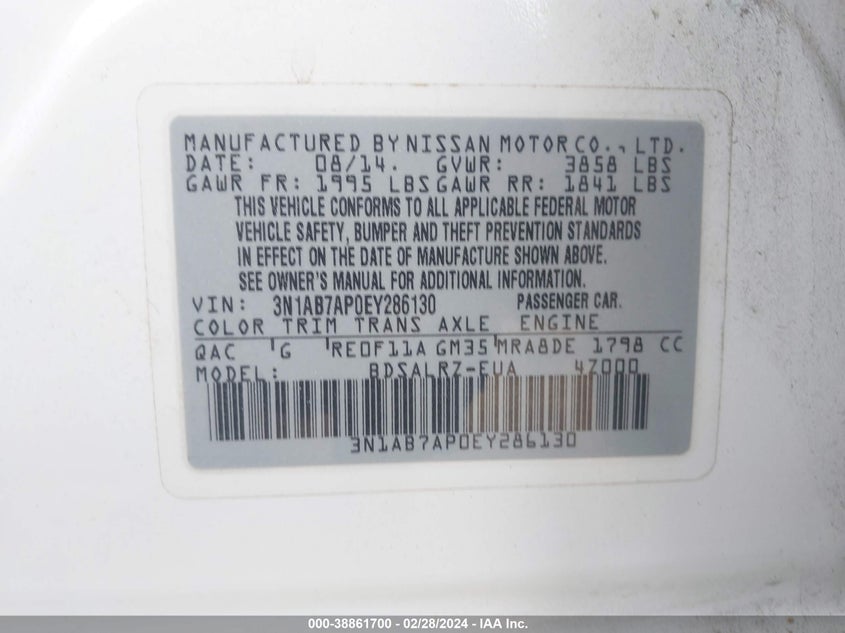 MANUFACTURED BY NISSAN MOTOR CO., LTD.
DATE: 08/14. GVWR: 3858 LBS
GAWR FR: 1995 LBS GAWR RR: 1841 LBS
THIS VEHICLE CONFORMS TO ALL APPLICABLE FEDERAL MOTOR
VEHICLE SAFETY, BUMPER AND THEFT PREVENTION STANDARDS
IN EFFECT ON THE DATE OF MANUFACTURE SHOWN ABOVE.
SEE OWNER'S MANUAL FOR ADDITIONAL INFORMATION.
VIN: 3N1AB7AP0EY286130 PASSENGER CAR.
COLOR TRIM TRANS AXLE ENGINE
QAC G RE0F11A GM35 MRA8DE 1798 CC
MODEL: BDSALRZ-EUA 4Z000
3N1AB7AP0EY286130
000-38861700 - 02/28/2024 - IAA Inc.